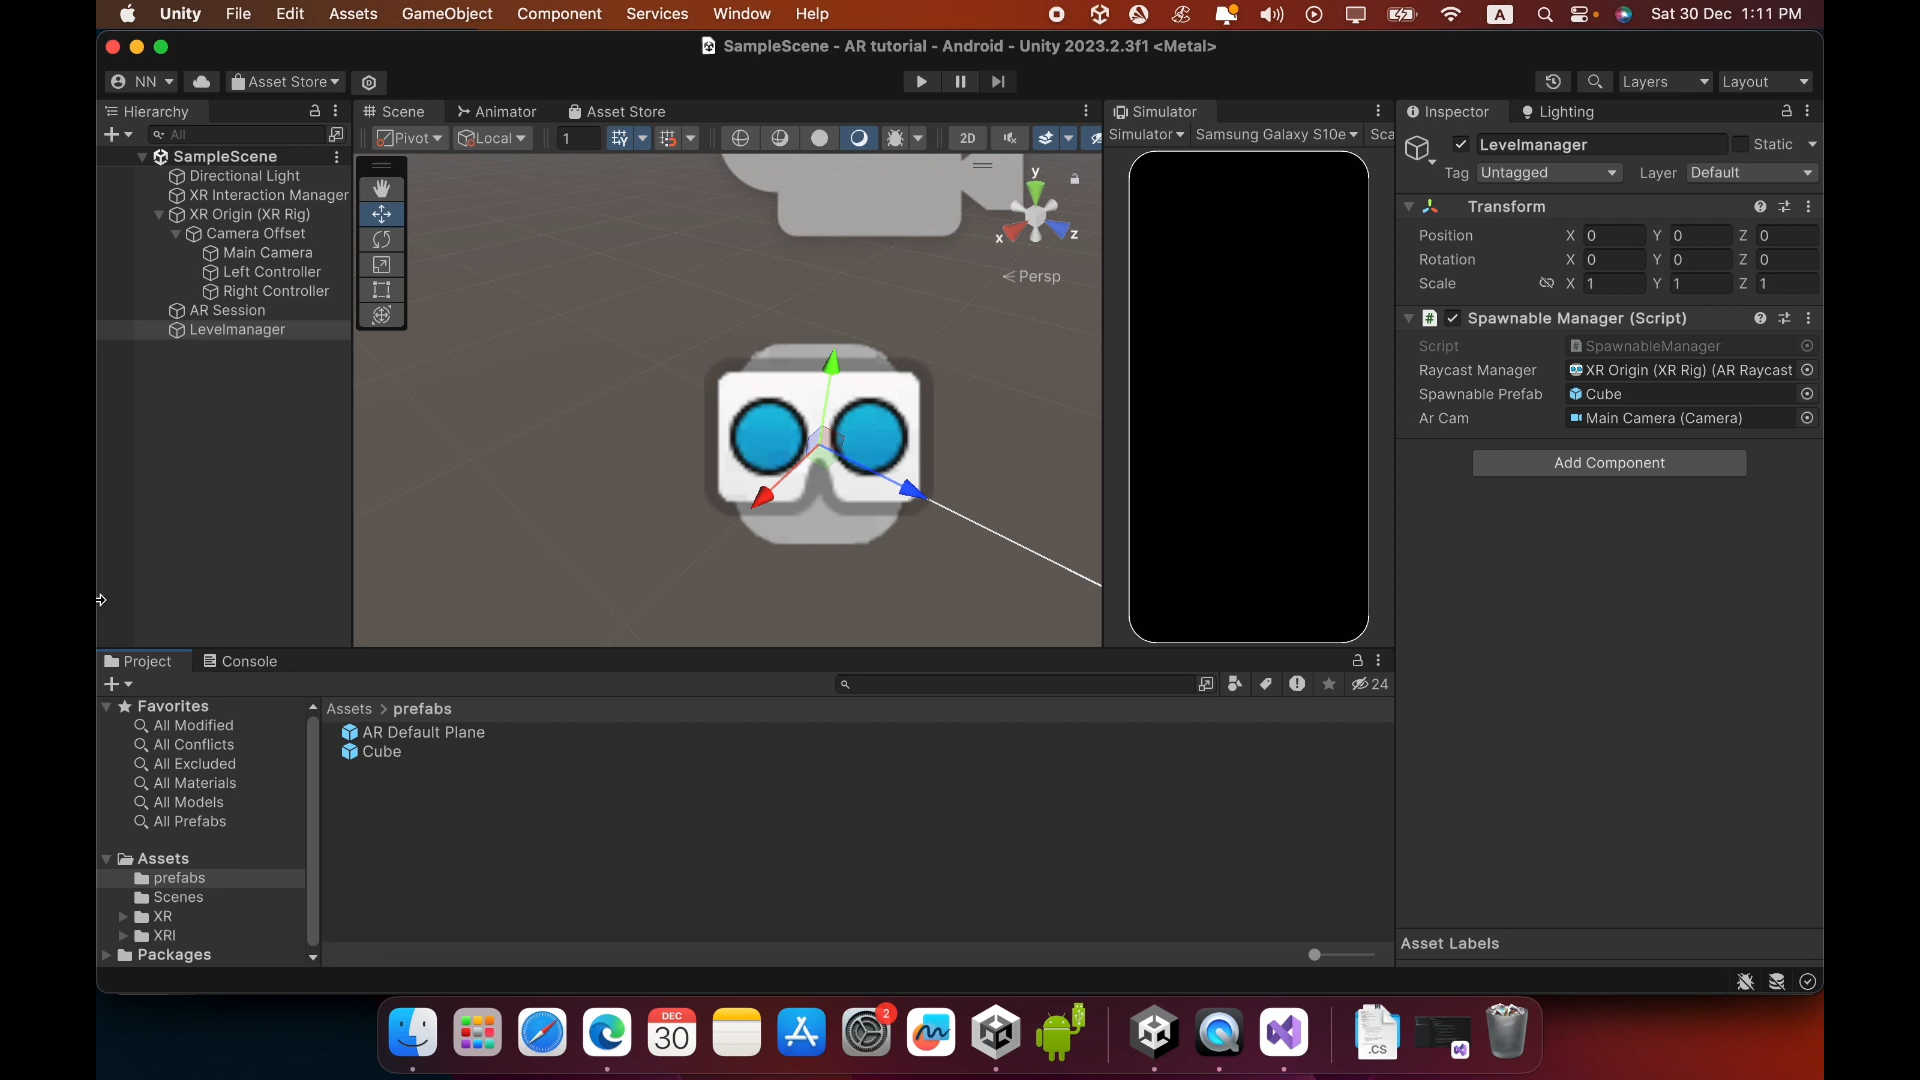 Unity File Edit Assets GameObject Component Services Window Help A Sat 30 Dec 1:11 PM
SampleScene - AR tutorial - Android - Unity 2023.2.3f1 <Metal>
NN Asset Store Layers Layout
Hierarchy
All
SampleScene
Directional Light
XR Interaction Manager
XR Origin (XR Rig)
Camera Offset
Main Camera
Left Controller
Right Controller
AR Session
Levelmanager
Scene Animator Asset Store
Pivot Local 1 2D
y
x z
Persp
Simulator
Simulator Samsung Galaxy S10e Sca
Inspector Lighting
Levelmanager Static
Tag Untagged Layer Default
Transform
Position X 0 Y 0 Z 0
Rotation X 0 Y 0 Z 0
Scale X 1 Y 1 Z 1
# Spawnable Manager (Script)
Script # SpawnableManager
Raycast Manager XR Origin (XR Rig) (AR Raycast
Spawnable Prefab Cube
Ar Cam Main Camera (Camera)
Add Component
Project Console
24
Favorites
All Modified
All Conflicts
All Excluded
All Materials
All Models
All Prefabs
Assets
prefabs
Scenes
XR
XRI
Packages
Assets > prefabs
AR Default Plane
Cube
Asset Labels
DEC
30
2
.CS